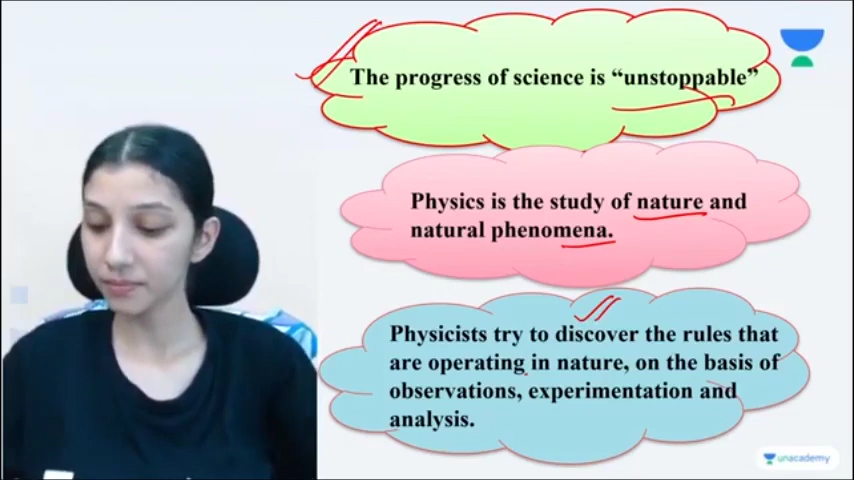 The progress of science is “unstoppable”
Physics is the study of nature and
natural phenomena.
Physicists try to discover the rules that
are operating in nature, on the basis of
observations, experimentation and
analysis.
unacademy